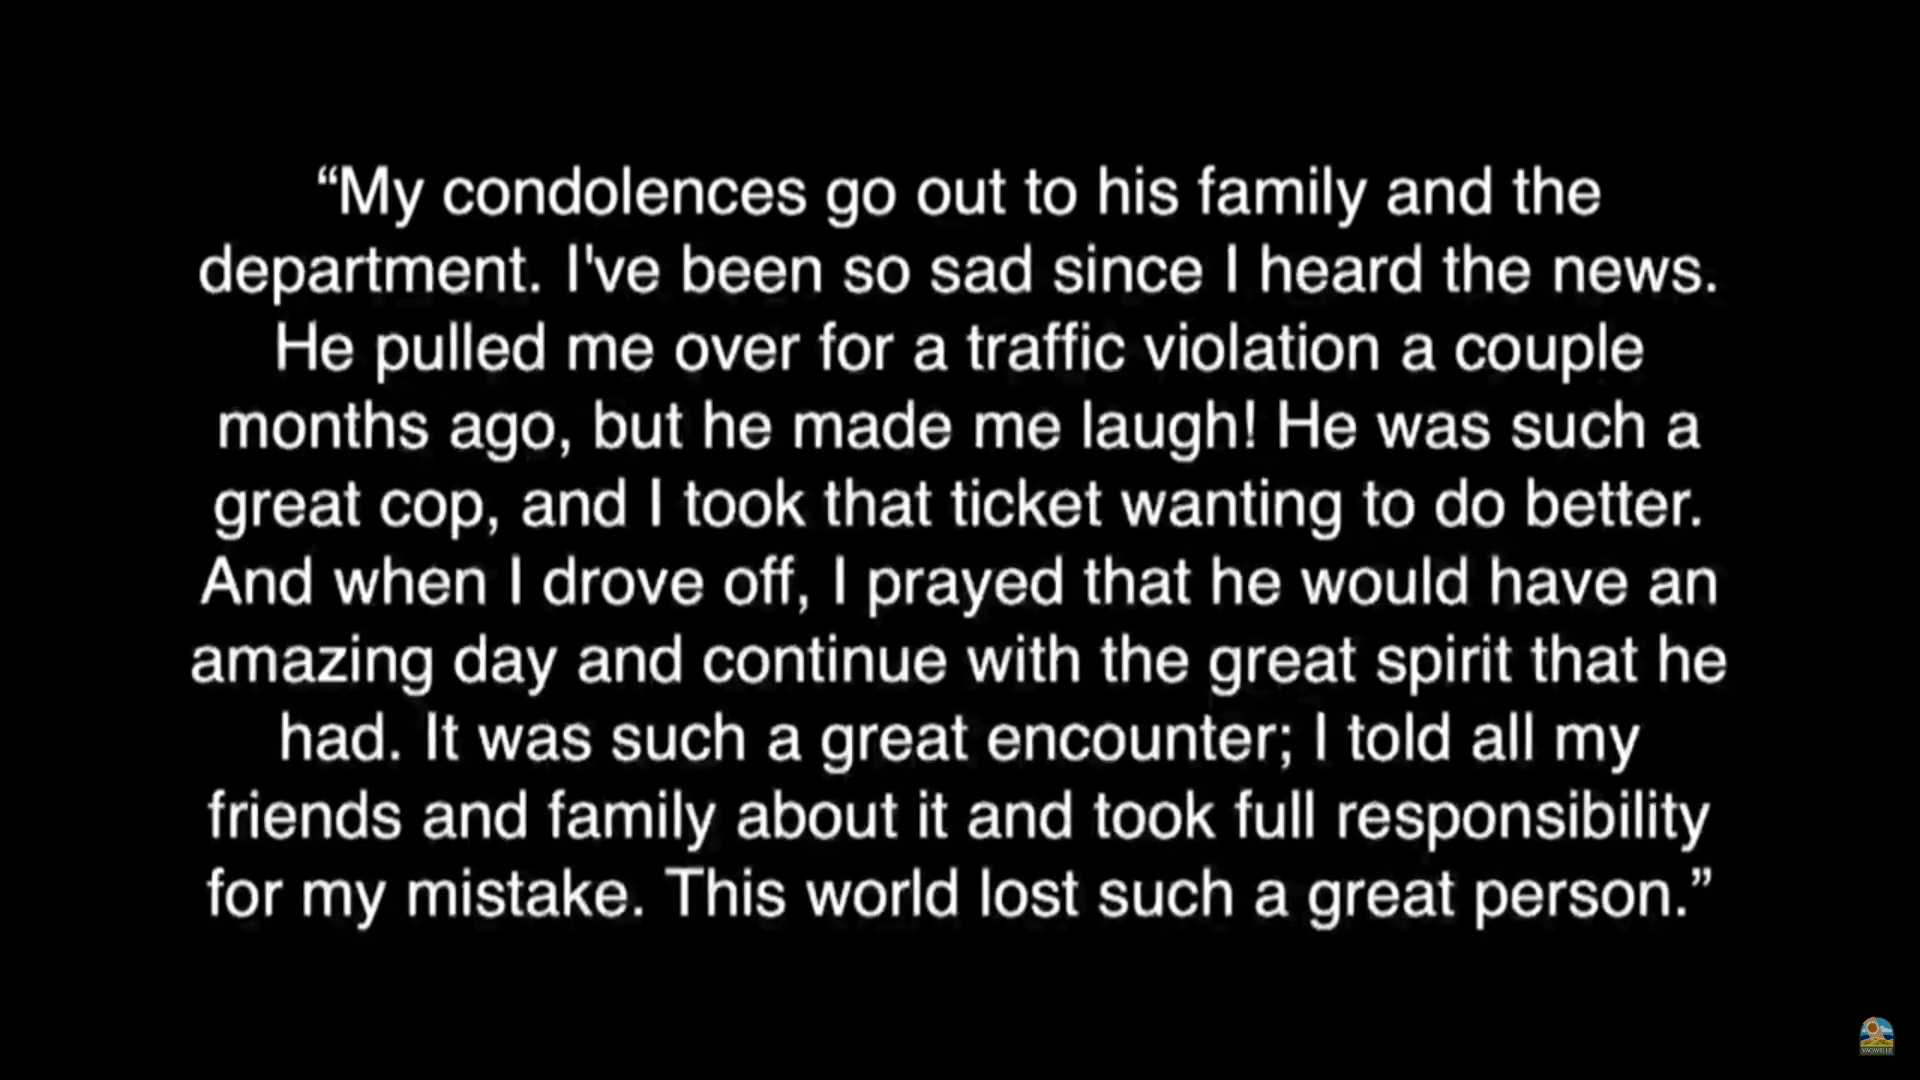 “My condolences go out to his family and the
department. I've been so sad since I heard the news.
He pulled me over for a traffic violation a couple
months ago, but he made me laugh! He was such a
great cop, and I took that ticket wanting to do better.
And when I drove off, I prayed that he would have an
amazing day and continue with the great spirit that he
had. It was such a great encounter; I told all my
friends and family about it and took full responsibility
for my mistake. This world lost such a great person.”
VACAVILLE